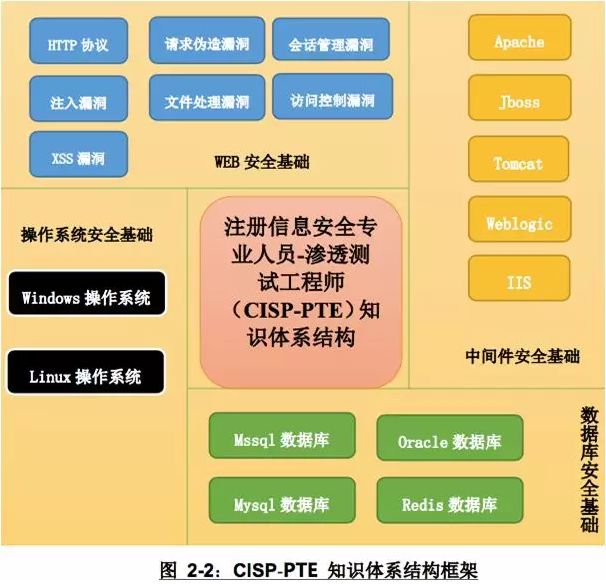 HTTP 协议
请求伪造漏洞
会话管理漏洞
注入漏洞
文件处理漏洞
访问控制漏洞
XSS 漏洞
WEB 安全基础
Apache
Jboss
Tomcat
Weblogic
IIS
中间件安全基础
操作系统安全基础
Windows 操作系统
Linux 操作系统
注册信息安全专
业人员-渗透测
试工程师
（CISP-PTE）知
识体系结构
Mssql 数据库
Oracle 数据库
Mysql 数据库
Redis 数据库
数据库安全基础
图 2-2：CISP-PTE 知识体系结构框架